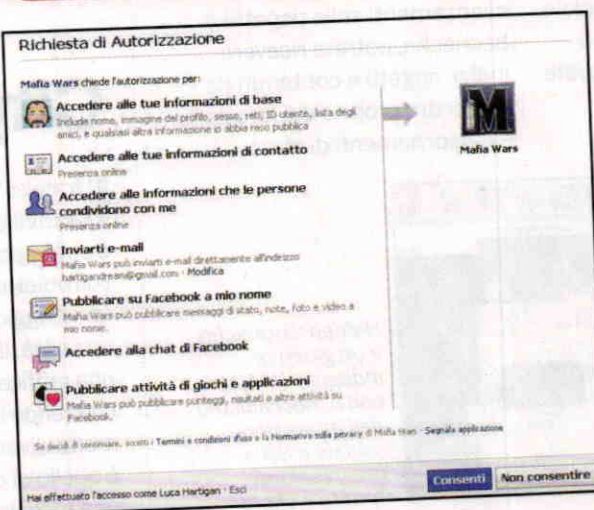 Richiesta di Autorizzazione
Mafia Wars chiede l'autorizzazione per:
Accedere alle tue informazioni di base
Include nome, immagine del profilo, sesso, reti, ID utente, lista degli
amici, e qualsiasi altra informazione io abbia reso pubblica
Accedere alle tue informazioni di contatto
Presenza online
Accedere alle informazioni che le persone
condividono con me
Presenza online
Inviarti e-mail
Mafia Wars può inviarti e-mail direttamente all'indirizzo
hartigandrean@gmail.com · Modifica
Pubblicare su Facebook a mio nome
Mafia Wars può pubblicare messaggi di stato, note, foto e video a
mio nome.
Accedere alla chat di Facebook
Pubblicare attività di giochi e applicazioni
Mafia Wars può pubblicare punteggi, risultati e altre attività su
Facebook.
M
Mafia Wars
Se decidi di continuare, accetti i Termini e condizioni d'uso e la Normativa sulla privacy di Mafia Wars · Segnala applicazione
Hai effettuato l'accesso come Luca Hartigan · Esci
Consenti
Non consentire